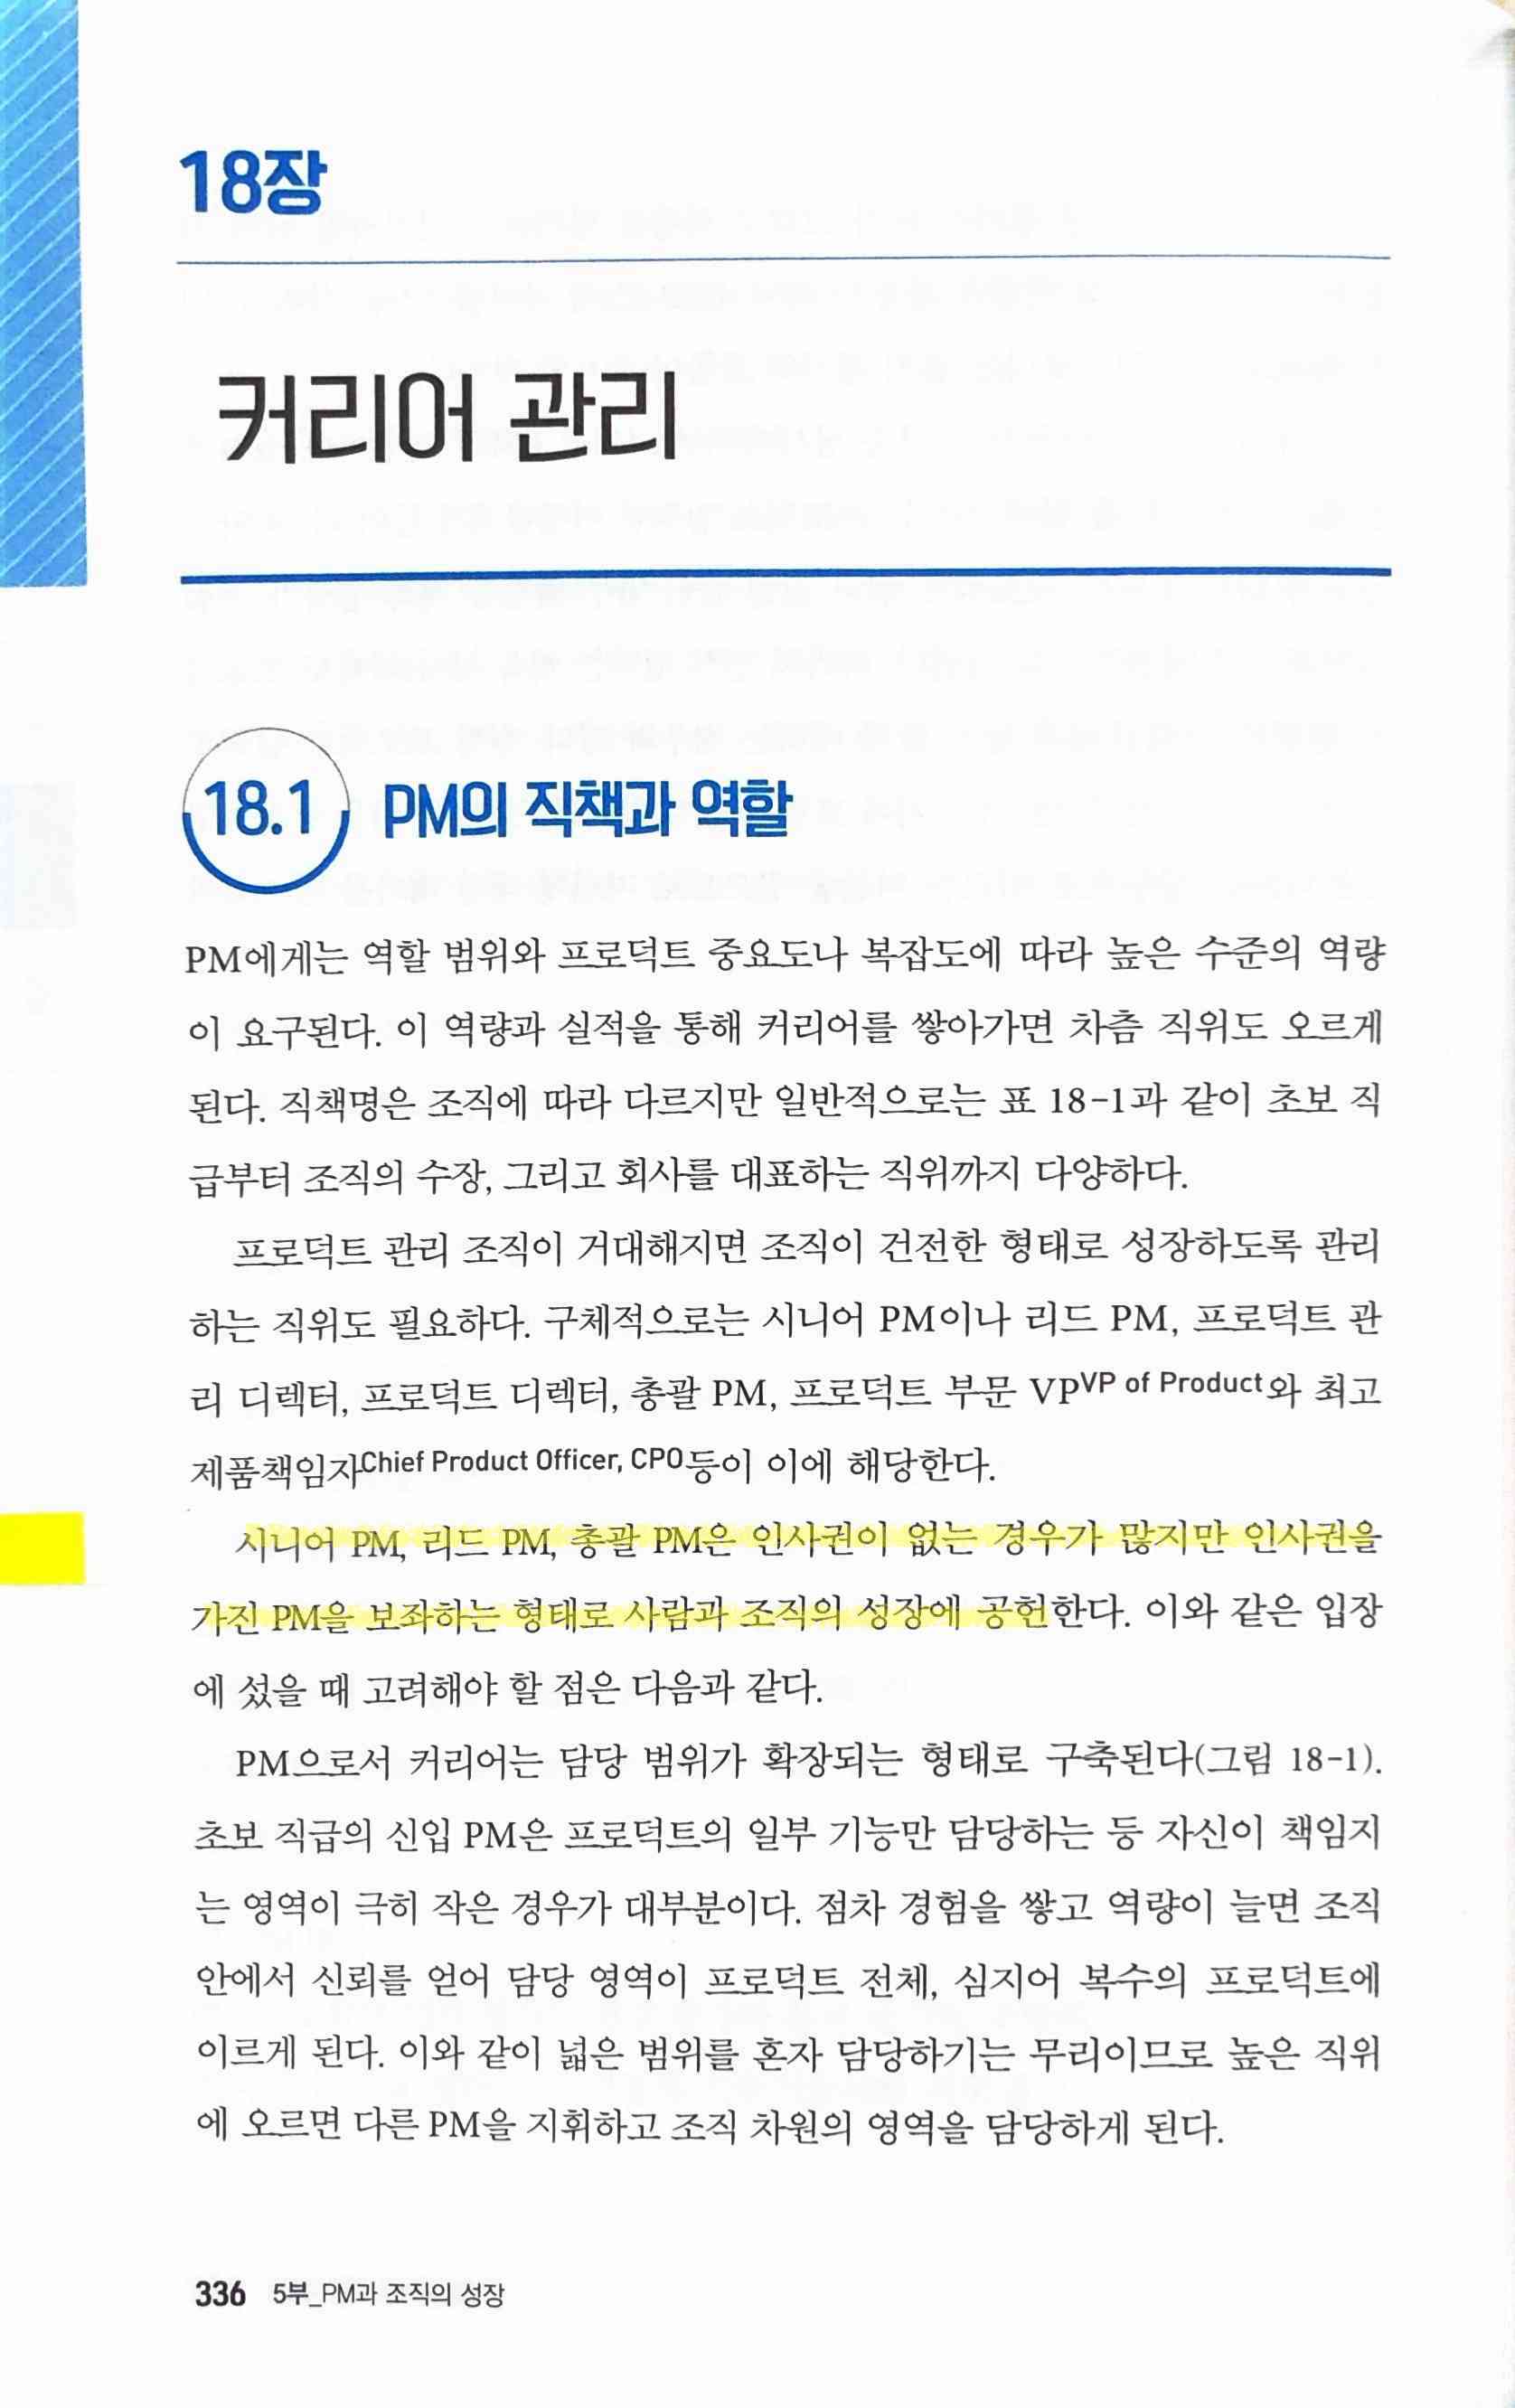 18장
커리어 관리
18.1 PM의 직책과 역할
PM에게는 역할 범위와 프로덕트 중요도나 복잡도에 따라 높은 수준의 역량
이 요구된다. 이 역량과 실적을 통해 커리어를 쌓아가면 차츰 직위도 오르게
된다. 직책명은 조직에 따라 다르지만 일반적으로는 표 18-1과 같이 초보 직
급부터 조직의 수장, 그리고 회사를 대표하는 직위까지 다양하다.
프로덕트 관리 조직이 거대해지면 조직이 건전한 형태로 성장하도록 관리
하는 직위도 필요하다. 구체적으로는 시니어 PM이나 리드 PM, 프로덕트 관
리 디렉터, 프로덕트 디렉터, 총괄 PM, 프로덕트 부문 VPVP of Product와 최고
제품책임자Chief Product Officer, CPO등이 이에 해당한다.
시니어 PM, 리드 PM, 총괄 PM은 인사권이 없는 경우가 많지만 인사권을
가진 PM을 보좌하는 형태로 사람과 조직의 성장에 공헌한다. 이와 같은 입장
에 섰을 때 고려해야 할 점은 다음과 같다.
PM으로서 커리어는 담당 범위가 확장되는 형태로 구축된다(그림 18-1).
초보 직급의 신입 PM은 프로덕트의 일부 기능만 담당하는 등 자신이 책임지
는 영역이 극히 작은 경우가 대부분이다. 점차 경험을 쌓고 역량이 늘면 조직
안에서 신뢰를 얻어 담당 영역이 프로덕트 전체, 심지어 복수의 프로덕트에
이르게 된다. 이와 같이 넓은 범위를 혼자 담당하기는 무리이므로 높은 직위
에 오르면 다른 PM을 지휘하고 조직 차원의 영역을 담당하게 된다.
336 5부_PM과 조직의 성장